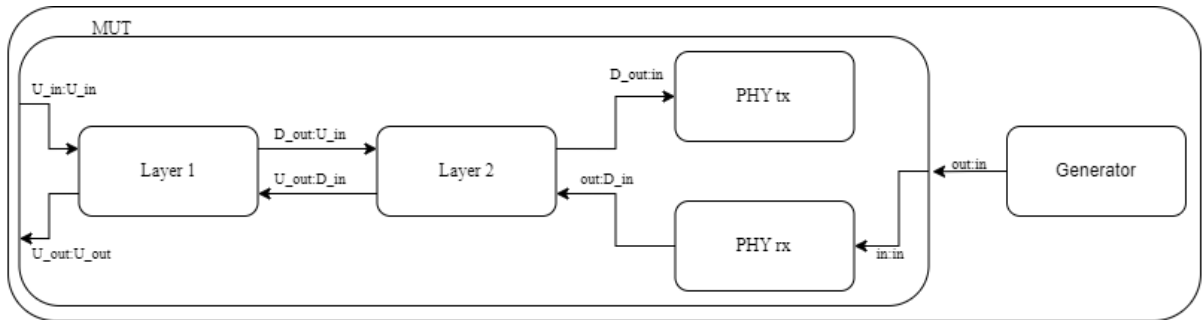 MUT
U_in:U_in
D_out:in
PHY tx
D_out:U_in
Layer 1
Layer 2
U_out:D_in
out:D_in
out:in
Generator
U_out:U_out
PHY rx
in:in